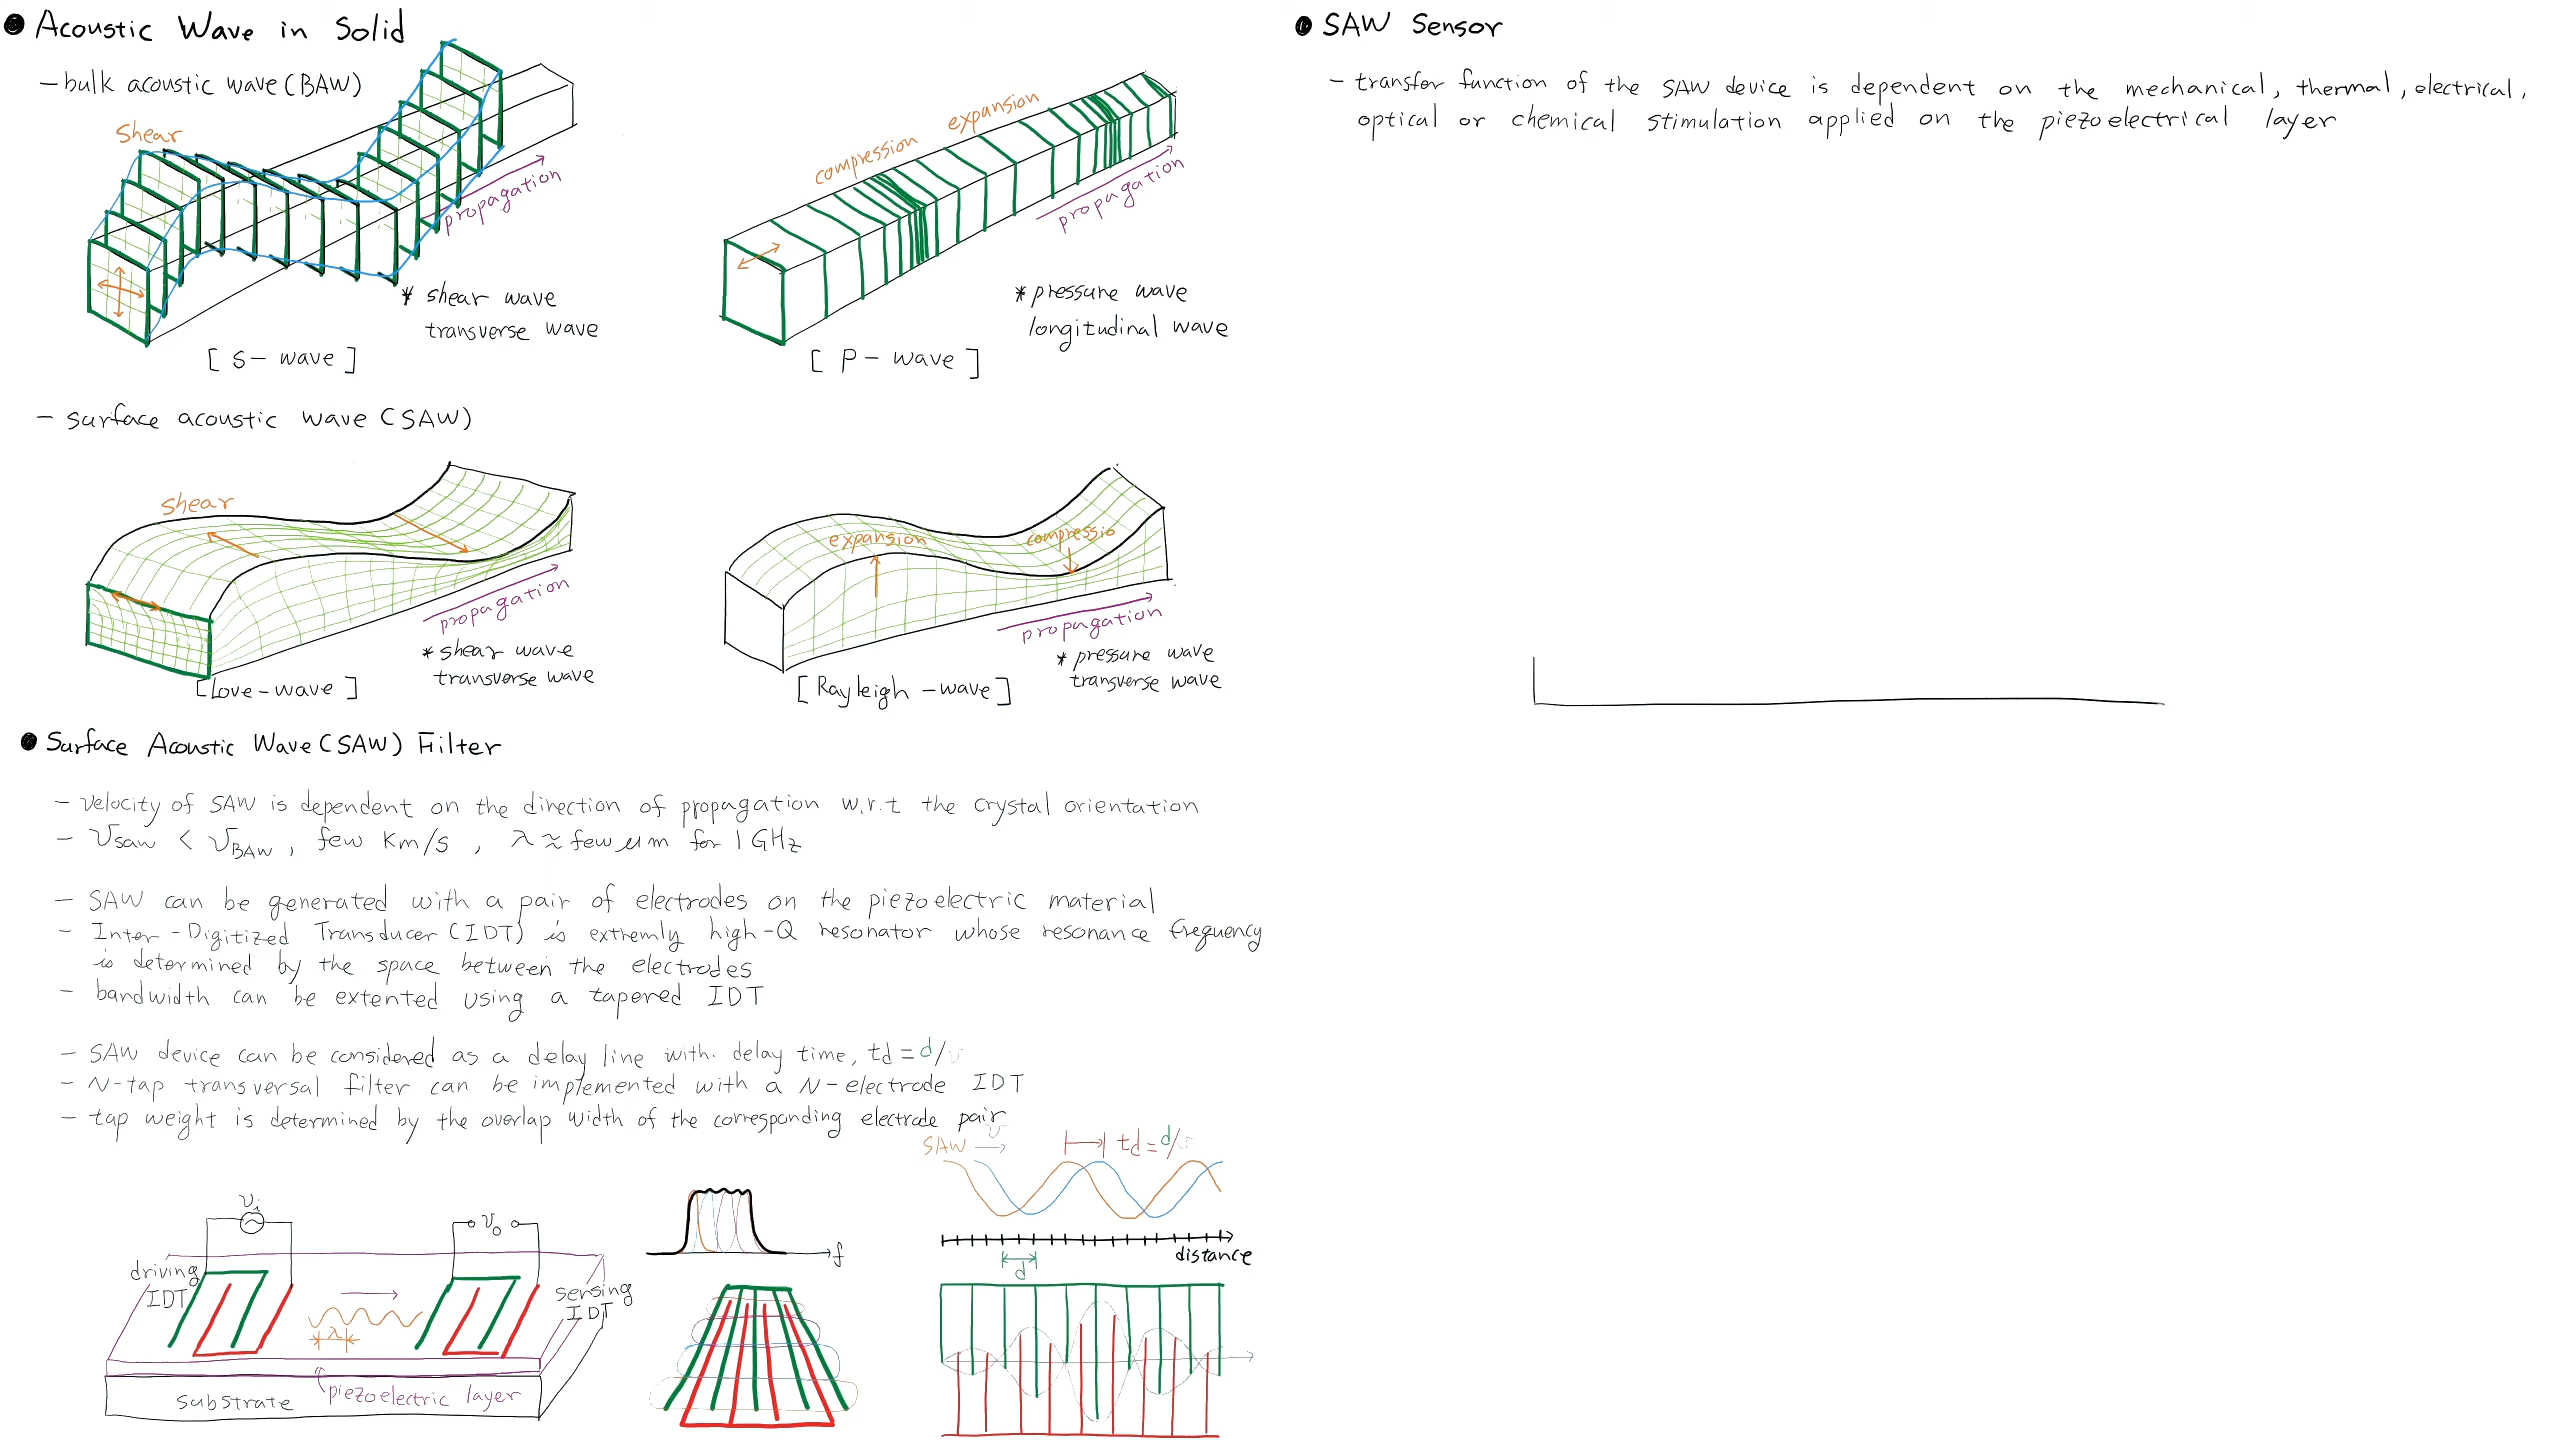 Acoustic Wave in Solid
- bulk acoustic wave (BAW)
shear
propagation
* shear wave
transverse wave
[ S - wave ]
compression
expansion
propagation
* pressure wave
longitudinal wave
[ P - wave ]
- surface acoustic wave (SAW)
shear
propagation
* shear wave
transverse wave
[Love-wave ]
expansion
compressio
propagation
* pressure wave
transverse wave
[Rayleigh -wave]
Surface Acoustic Wave (SAW) Filter
- velocity of SAW is dependent on the direction of propagation w.r.t the crystal orientation
- Vsaw < VBAW, few Km/s, λ ≈ few μm for 1 GHz
- SAW can be generated with a pair of electrodes on the piezoelectric material
- Inter-Digitized Transducer (IDT) is extremly high-Q resonator whose resonance frequency
is determined by the space between the electrodes
- bandwidth can be extented using a tapered IDT
- SAW device can be considered as a delay line with. delay time, td = d/v
- N-tap transversal filter can be implemented with a N-electrode IDT
- tap weight is determined by the overlap width of the corresponding electrode pair
vi
driving
IDT
λ
vo
sensing
IDT
substrate
piezoelectric layer
f
SAW
td = d/v
distance
d
SAW Sensor
- transfer function of the SAW device is dependent on the mechanical, thermal, electrical,
optical or chemical stimulation applied on the piezoelectrical layer